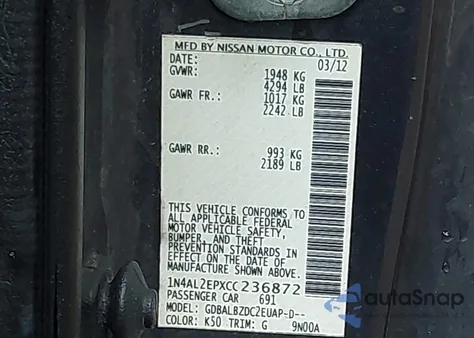 MFD BY NISSAN MOTOR CO., LTD.
DATE: 03/12
GVWR: 1948 KG
4294 LB
GAWR FR.: 1017 KG
2242 LB
GAWR RR.: 993 KG
2189 LB
THIS VEHICLE CONFORMS TO
ALL APPLICABLE FEDERAL
MOTOR VEHICLE SAFETY,
BUMPER, AND THEFT
PREVENTION STANDARDS IN
EFFECT ON THE DATE OF
MANUFACTURE SHOWN ABOVE.
1N4AL2EPXCC236872
PASSENGER CAR 691
MODEL: GDBALBZDC2EUAP-D--
COLOR: K50 TRIM: G 9N00A
autoSnap